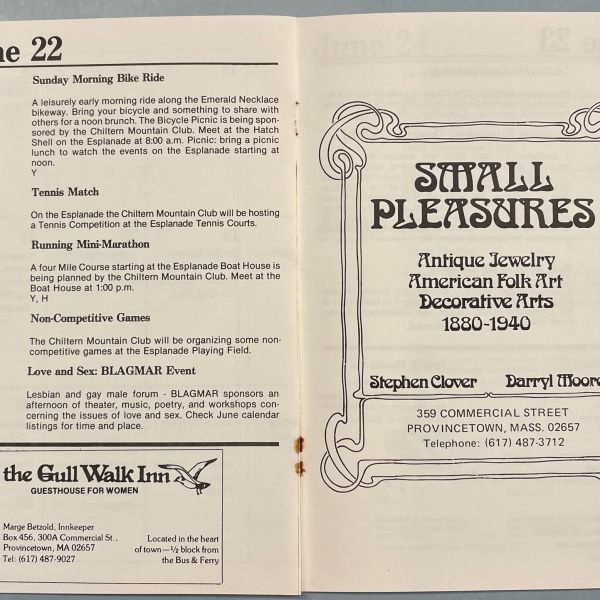 ne 22
Sunday Morning Bike Ride
A leisurely early morning ride along the Emerald Necklace
bikeway. Bring your bicycle and something to share with
others for a noon brunch. The Bicycle Picnic is being spon-
sored by the Chiltern Mountain Club. Meet at the Hatch
Shell on the Esplanade at 8:00 a.m. Picnic: bring a picnic
lunch to watch the events on the Esplanade starting at
noon.
Y
Tennis Match
On the Esplanade the Chiltern Mountain Club will be hosting
a Tennis Competition at the Esplanade Tennis Courts.
Running Mini-Marathon
A four Mile Course starting at the Esplanade Boat House is
being planned by the Chiltern Mountain Club. Meet at the
Boat House at 1:00 p.m.
Y, H
Non-Competitive Games
The Chiltern Mountain Club will be organizing some non-
competitive games at the Esplanade Playing Field.
Love and Sex: BLAGMAR Event
Lesbian and gay male forum - BLAGMAR sponsors an
afternoon of theater, music, poetry, and workshops con-
cerning the issues of love and sex. Check June calendar
listings for time and place.
the Gull Walk Inn
GUESTHOUSE FOR WOMEN
Marge Betzold, Innkeeper
Box 456, 300A Commercial St.,
Provincetown, MA 02657
Tel: (617) 487-9027
Located in the heart
of town—½ block from
the Bus & Ferry
June 24
SMALL
PLEASURES
Antique Jewelry
American Folk Art
Decorative Arts
1880-1940
Stephen Clover Darryl Moore
359 COMMERCIAL STREET
PROVINCETOWN, MASS. 02657
Telephone: (617) 487-3712